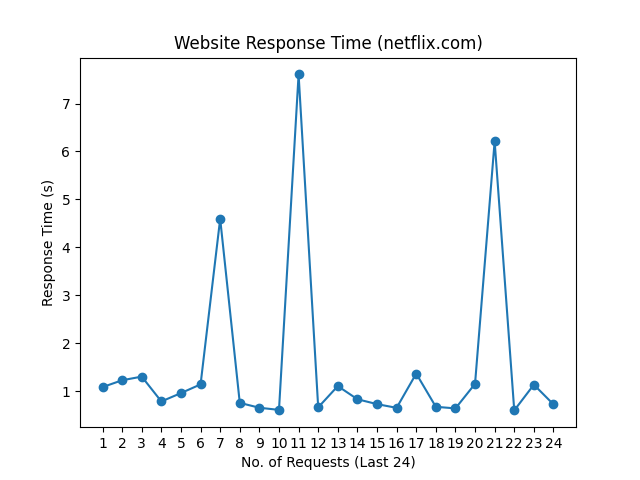 Website Response Time (netflix.com)
7
6
5
4
3
2
1
Response Time (s)
1 2 3 4 5 6 7 8 9 10 11 12 13 14 15 16 17 18 19 20 21 22 23 24
No. of Requests (Last 24)